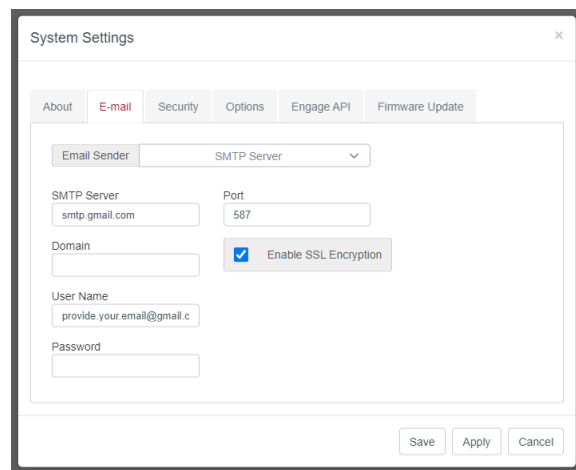 System Settings ×
About E-mail Security Options Engage API Firmware Update
Email Sender SMTP Server
SMTP Server Port
smtp.gmail.com 587
Domain Enable SSL Encryption
User Name
provide.your.email@gmail.c
Password
Save Apply Cancel